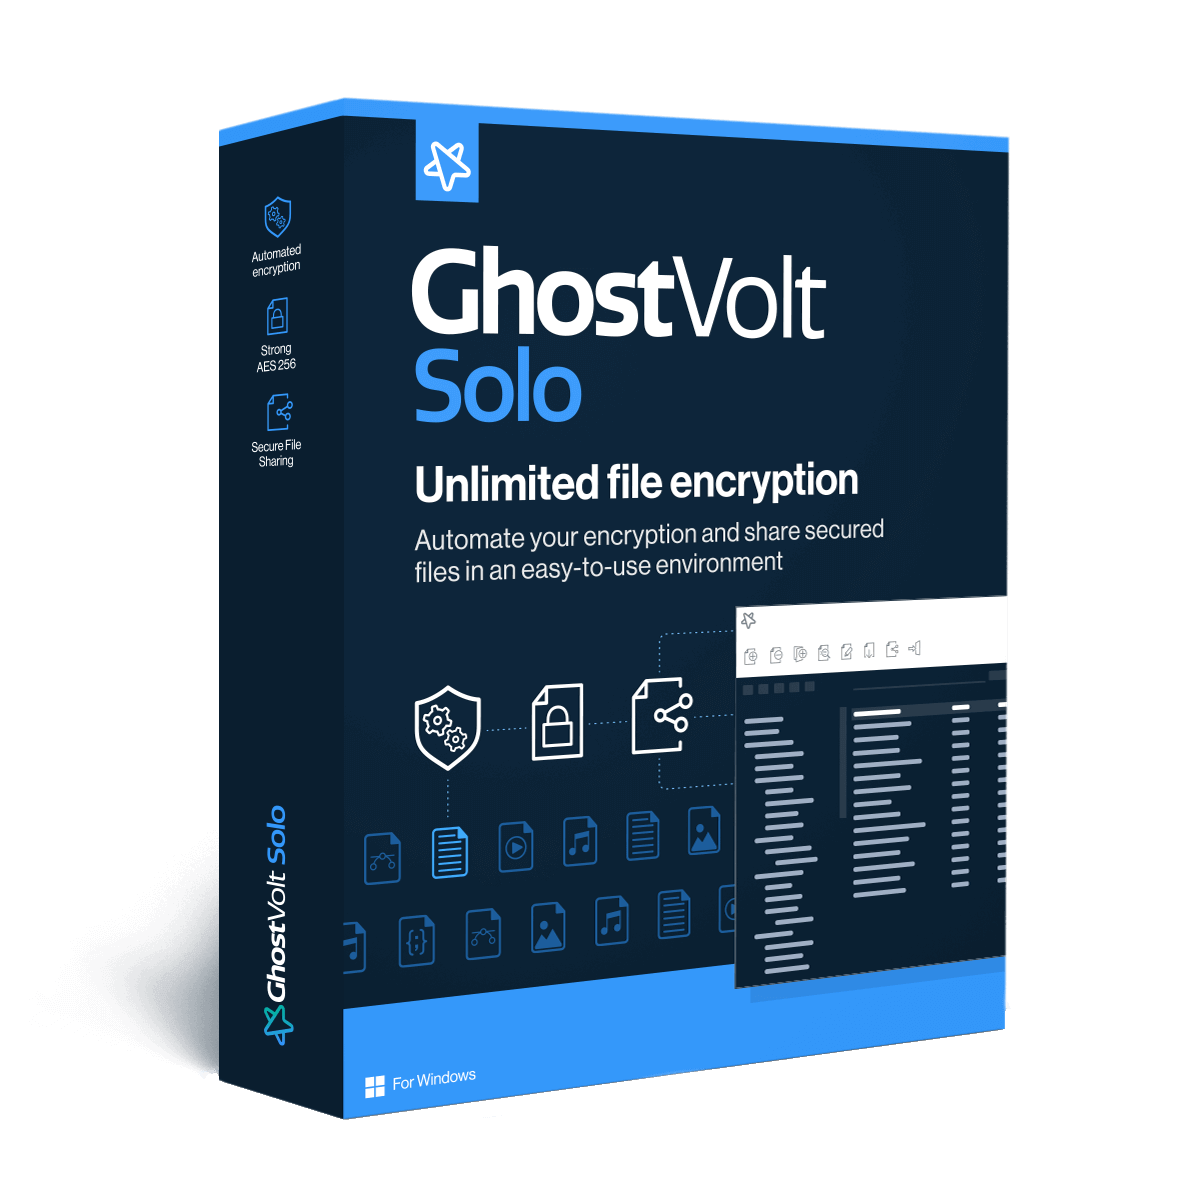 GhostVolt
Solo
Unlimited file encryption
Automate your encryption and share secured
files in an easy-to-use environment
For Windows
Automated
encryption
Strong
AES 256
Secure File
Sharing
GhostVolt Solo